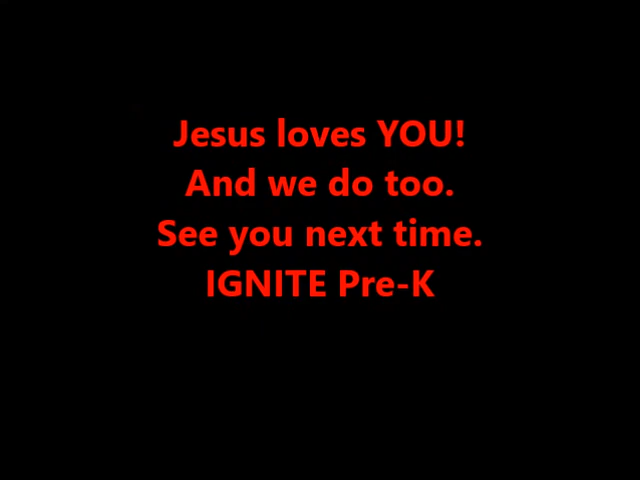 Jesus loves YOU!
And we do too.
See you next time.
IGNITE Pre-K